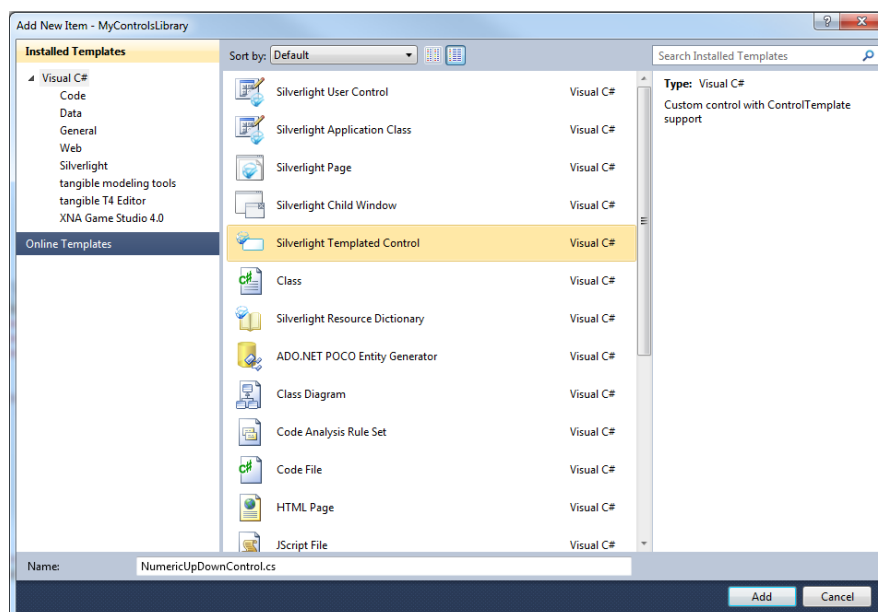 Add New Item - MyControlsLibrary
Installed Templates
Visual C#
Code
Data
General
Web
Silverlight
tangible modeling tools
tangible T4 Editor
XNA Game Studio 4.0
Online Templates
Sort by: Default
Silverlight User Control Visual C#
Silverlight Application Class Visual C#
Silverlight Page Visual C#
Silverlight Child Window Visual C#
Silverlight Templated Control Visual C#
Class Visual C#
Silverlight Resource Dictionary Visual C#
ADO.NET POCO Entity Generator Visual C#
Class Diagram Visual C#
Code Analysis Rule Set Visual C#
Code File Visual C#
HTML Page Visual C#
JScript File Visual C#
Search Installed Templates
Type: Visual C#
Custom control with ControlTemplate
support
Name: NumericUpDownControl.cs
Add Cancel